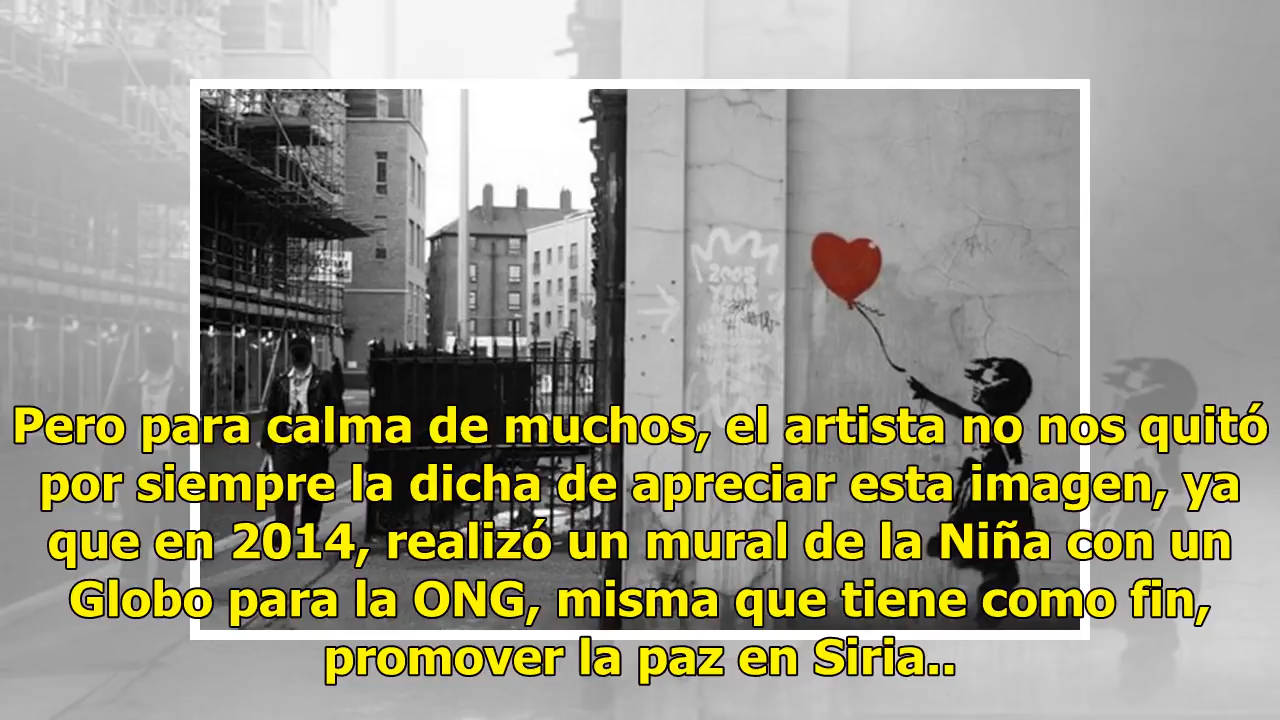 2005
Pero para calma de muchos, el artista no nos quitó
por siempre la dicha de apreciar esta imagen, ya
que en 2014, realizó un mural de la Niña con un
Globo para la ONG, misma que tiene como fin,
promover la paz en Siria..